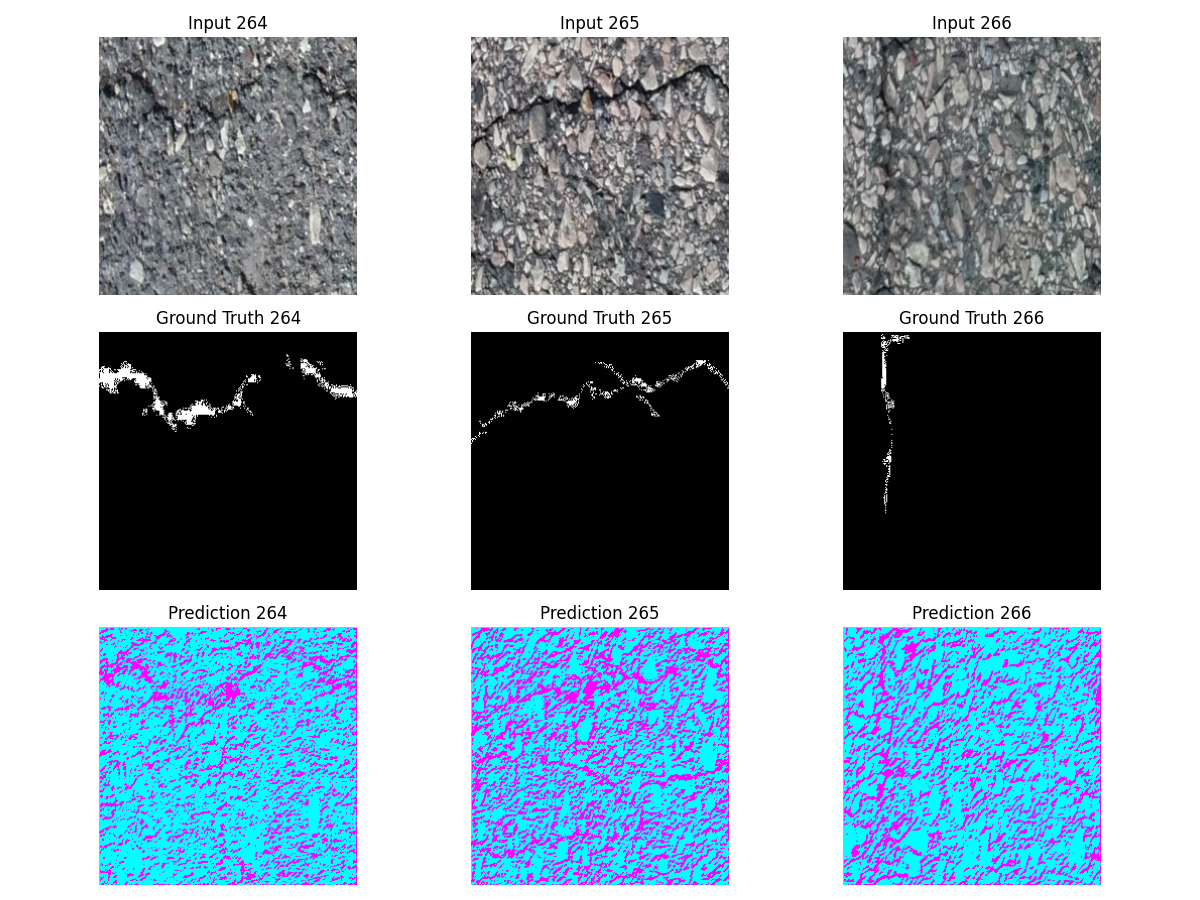 Input 264
Input 265
Input 266
Ground Truth 264
Ground Truth 265
Ground Truth 266
Prediction 264
Prediction 265
Prediction 266